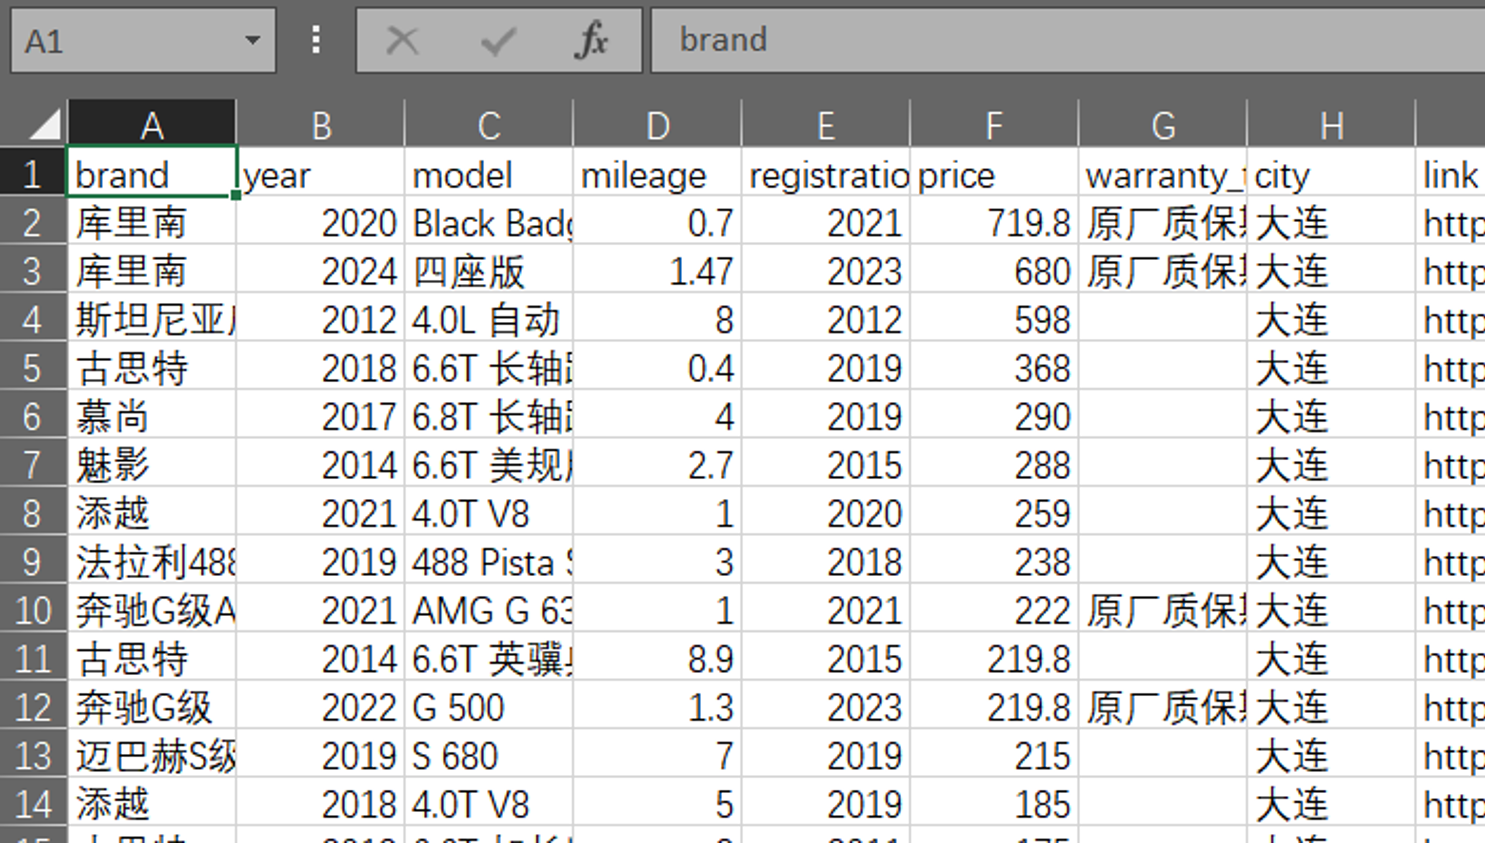 A1 fx brand
A B C D E F G H
1 brand year model mileage registratio price warranty_ city link
2 库里南 2020 Black Bad 0.7 2021 719.8 原厂质保 大连 http
3 库里南 2024 四座版 1.47 2023 680 原厂质保 大连 http
4 斯坦尼亚 2012 4.0L 自动 8 2012 598 大连 http
5 古思特 2018 6.6T 长轴 0.4 2019 368 大连 http
6 慕尚 2017 6.8T 长轴 4 2019 290 大连 http
7 魅影 2014 6.6T 美规 2.7 2015 288 大连 http
8 添越 2021 4.0T V8 1 2020 259 大连 http
9 法拉利488 2019 488 Pista 3 2018 238 大连 http
10 奔驰G级A 2021 AMG G 63 1 2021 222 原厂质保 大连 http
11 古思特 2014 6.6T 英骥 8.9 2015 219.8 大连 http
12 奔驰G级 2022 G 500 1.3 2023 219.8 原厂质保 大连 http
13 迈巴赫S级 2019 S 680 7 2019 215 大连 http
14 添越 2018 4.0T V8 5 2019 185 大连 http